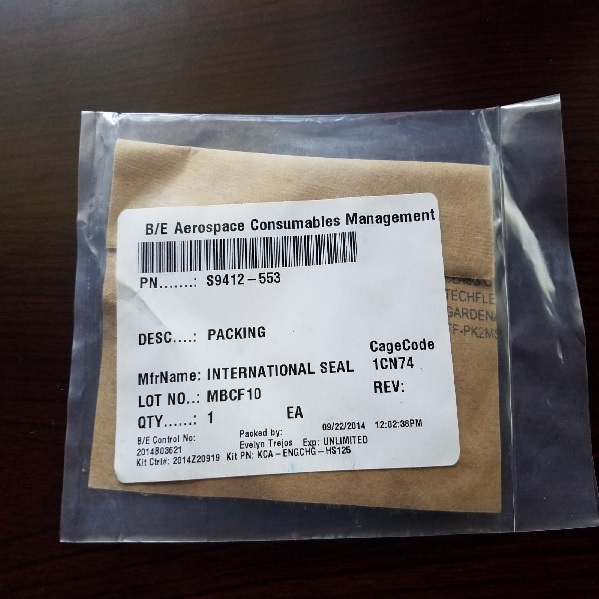 B/E Aerospace Consumables Management
PN......: S9412-553
DESC....: PACKING
CageCode
MfrName: INTERNATIONAL SEAL 1CN74
LOT NO..: MBCF10 REV:
QTY.....: 1 EA
B/E Control No: Packed by: 09/22/2014 12:02:38PM
2014B03621 Evelyn Trejos Exp: UNLIMITED
Kit Ctrl#: 2014Z20919 Kit PN: KCA-ENGCHG-HS125
TECHFLE
GARDENA